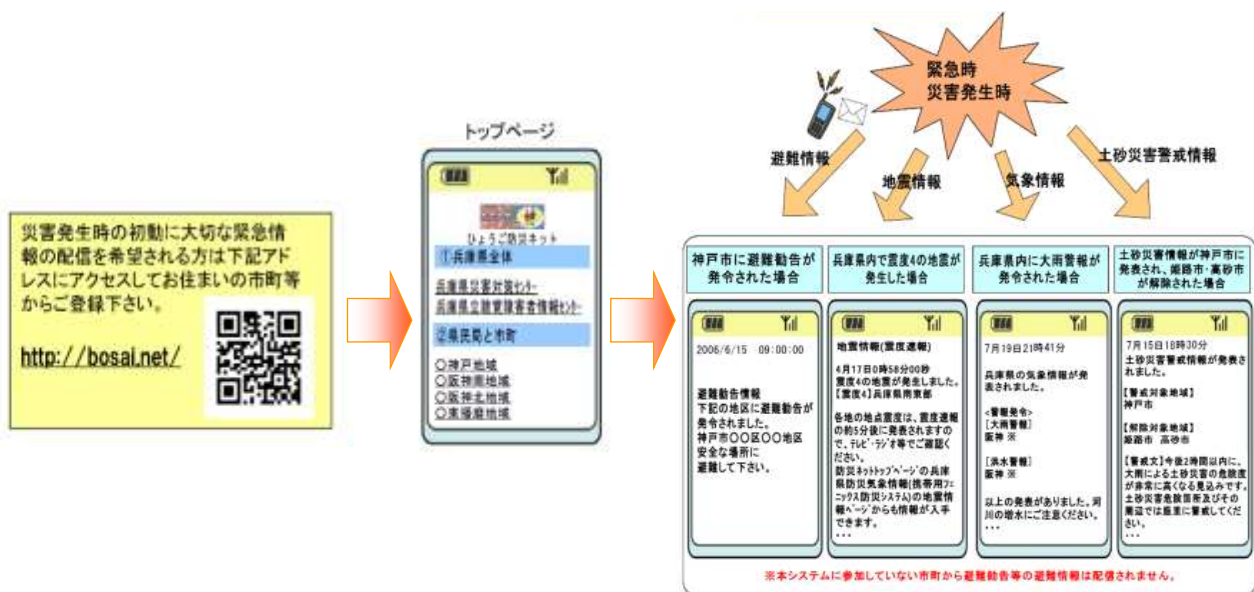 災害発生時の初動に大切な緊急情
報の配信を希望される方は下記アド
レスにアクセスしてお住まいの市町等
からご登録下さい。
http://bosai.net/
トップページ
ひょうご防災ネット
①兵庫県全体
兵庫県災害対策センター
兵庫県立聴覚障害者情報センター
②県民局と市町
○神戸地域
○阪神南地域
○阪神北地域
○東播磨地域
緊急時
災害発生時
避難情報
地震情報
気象情報
土砂災害警戒情報
神戸市に避難勧告が
発令された場合
2006/6/15 09:00:00
避難勧告情報
下記の地区に避難勧告が
発令されました。
神戸市○○区○○地区
安全な場所に
避難して下さい。
兵庫県内で震度4の地震が
発生した場合
地震情報(震度速報)
4月17日0時58分00秒
震度4の地震が発生しました。
【震度4】兵庫県南東部
各地の地点震度は、震度速報
の約5分後に発表されますの
で、テレビ・ラジオ等でご確認く
ださい。
防災ネットトップページの兵庫
県防災気象情報(携帯用フェ
ニックス防災システム)の地震情
報ページからも情報が入手
できます。
・・・
兵庫県内に大雨警報が
発令された場合
7月19日21時41分
兵庫県の気象情報が発
表されました。
<警報発令>
[大雨警報]
阪神 ※
[洪水警報]
阪神 ※
以上の発表がありました。河
川の増水にご注意ください。
・・・
土砂災害情報が神戸市に
発表され、姫路市・高砂市
が解除された場合
7月15日18時30分
土砂災害警戒情報が発表さ
れました。
【警戒対象地域】
神戸市
【解除対象地域】
姫路市 高砂市
【警戒文】今後2時間以内に、
大雨による土砂災害の危険度
が非常に高くなる見込みです。
土砂災害危険箇所及びその
周辺では厳重に警戒してくだ
さい。
・・・
※本システムに参加していない市町から避難勧告等の避難情報は配信されません。